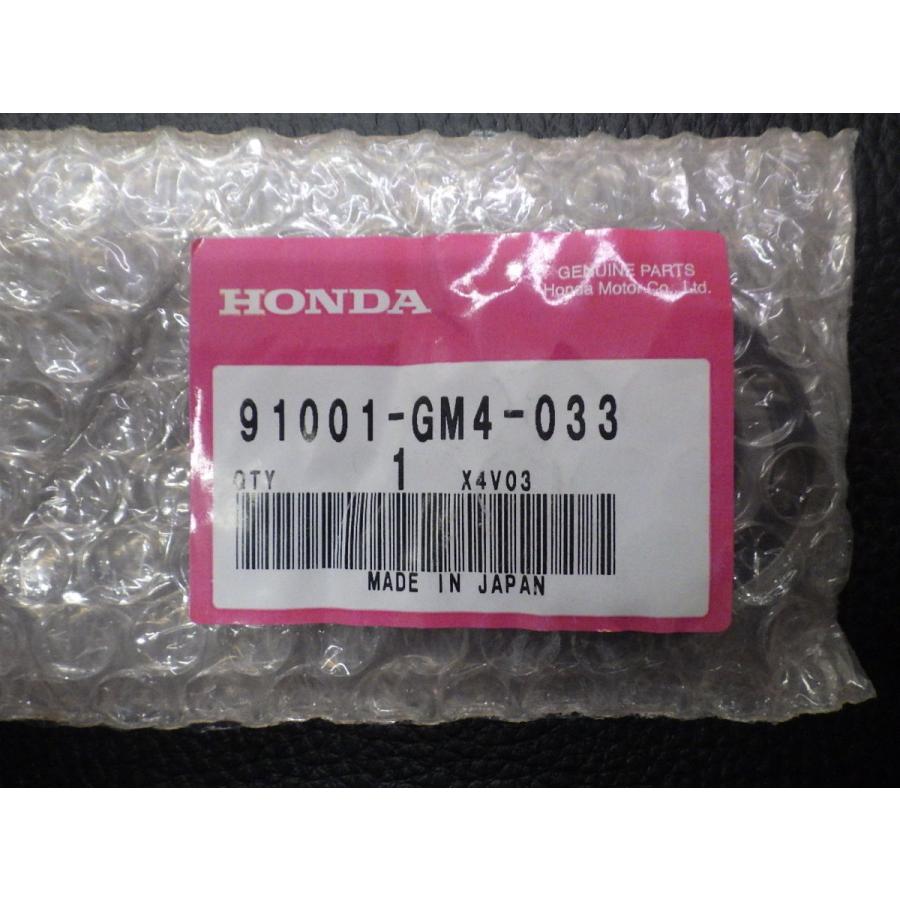 GENUINE PARTS
HONDA Honda Motor Co., Ltd.
91001-GM4-033
QTY 1 X4V03
MADE IN JAPAN